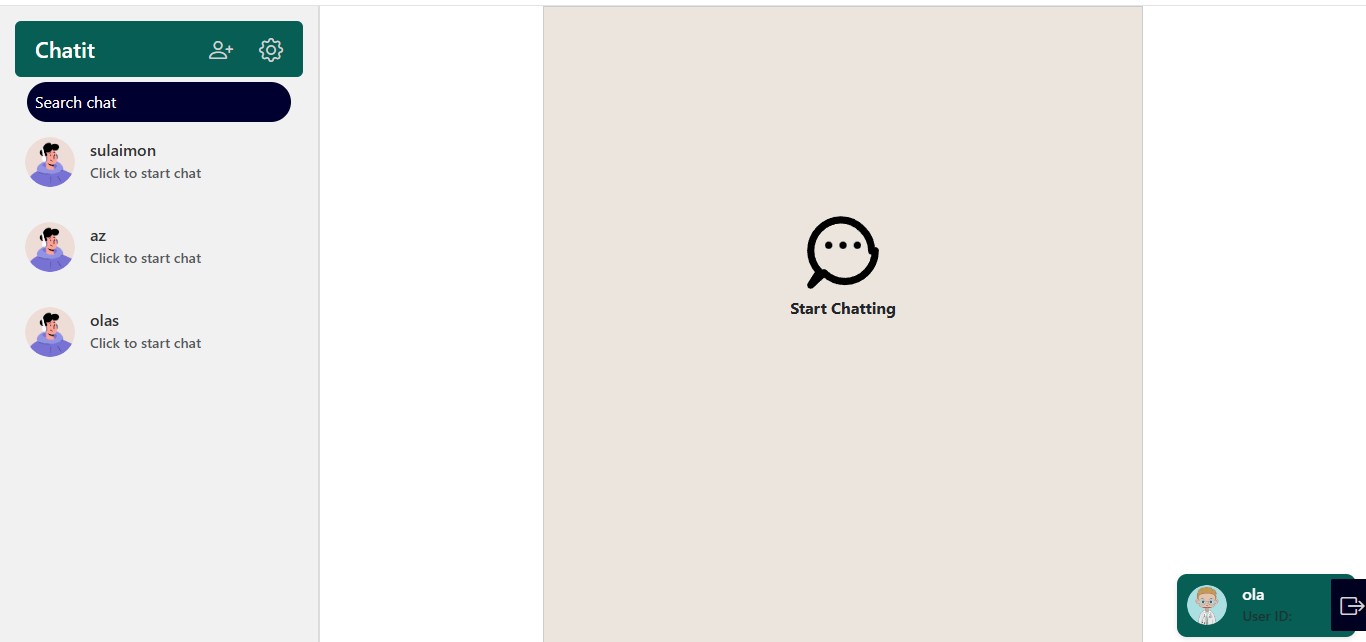 Chatit
Search chat
sulaimon
Click to start chat
az
Click to start chat
olas
Click to start chat
Start Chatting
ola
User ID: